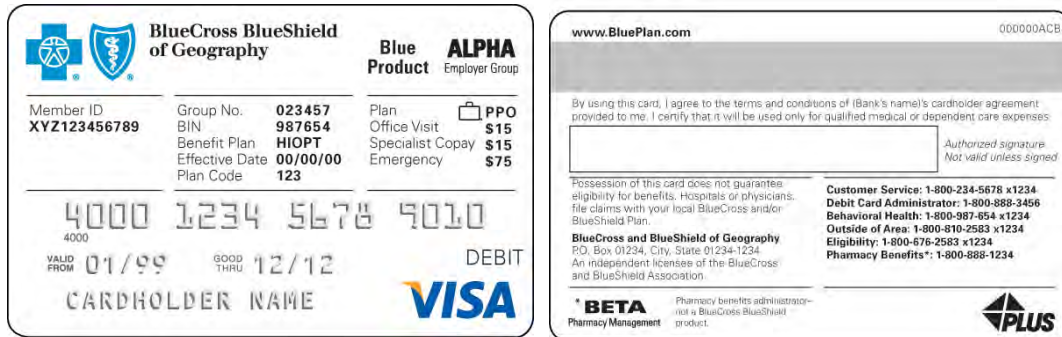 BlueCross BlueShield
of Geography
Blue
Product
ALPHA
Employer Group
Member ID
XYZ123456789
Group No. 023457
BIN 987654
Benefit Plan HIOPT
Effective Date 00/00/00
Plan Code 123
Plan PPO
Office Visit $15
Specialist Copay $15
Emergency $75
4000 1234 5678 9010
4000
VALID FROM 01/99 GOOD THRU 12/12 DEBIT
CARDHOLDER NAME
VISA
www.BluePlan.com 000000ACB
By using this card, I agree to the terms and conditions of (Bank's name)'s cardholder agreement
provided to me. I certify that it will be used only for qualified medical or dependent care expenses.
Authorized signature
Not valid unless signed
Possession of this card does not guarantee
eligibility for benefits. Hospitals or physicians,
file claims with your local BlueCross and/or
BlueShield Plan.
BlueCross and BlueShield of Geography
P.O. Box 01234, City, State 01234-1234
An independent licensee of the BlueCross
and BlueShield Association.
Customer Service: 1-800-234-5678 x1234
Debit Card Administrator: 1-800-888-3456
Behavioral Health: 1-800-987-654 x1234
Outside of Area: 1-800-810-2583 x1234
Eligibility: 1-800-676-2583 x1234
Pharmacy Benefits*: 1-800-888-1234
* BETA
Pharmacy Management
Pharmacy benefits administrator–
not a BlueCross BlueShield
product.
PLUS